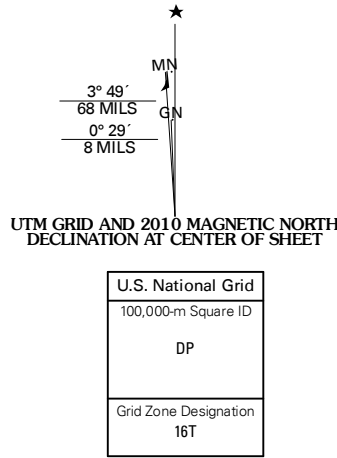 MN
3° 49´
68 MILS
GN
0° 29´
8 MILS
UTM GRID AND 2010 MAGNETIC NORTH
DECLINATION AT CENTER OF SHEET
U.S. National Grid
100,000-m Square ID
DP
Grid Zone Designation
16T